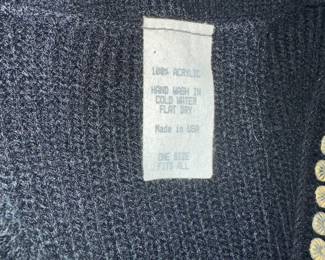 100% ACRYLIC
HAND WASH IN
COLD WATER
FLAT DRY
Made in USA
ONE SIZE
FITS ALL